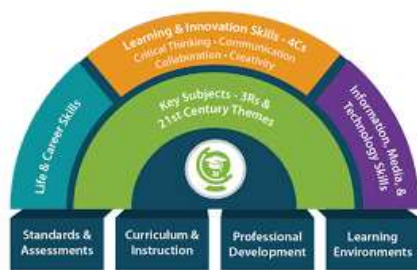 Learning & Innovation Skills - 4Cs
Critical Thinking • Communication
Collaboration • Creativity
Life & Career Skills
Key Subjects - 3Rs &
21st Century Themes
Information, Media, &
Technology Skills
Standards &
Assessments
Curriculum &
Instruction
Professional
Development
Learning
Environments